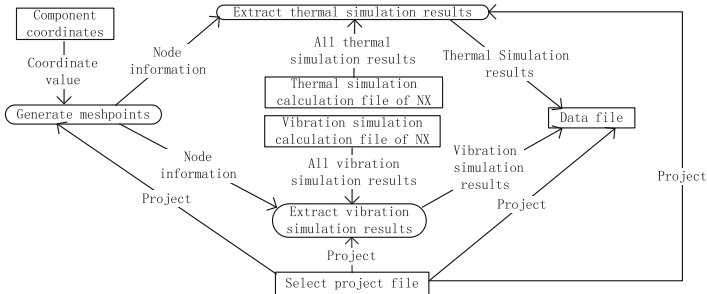 Extract thermal simulation results
Component
coordinates
Coordinate
value
Node
information
All thermal
simulation results
Thermal Simulation
results
Thermal simulation
calculation file of NX
Generate meshpoints
Data file
Vibration simulation
calculation file of NX
Node
information
All vibration
simulation results
Vibration
simulation
results
Project
Project
Project
Extract vibration
simulation results
Project
Select project file